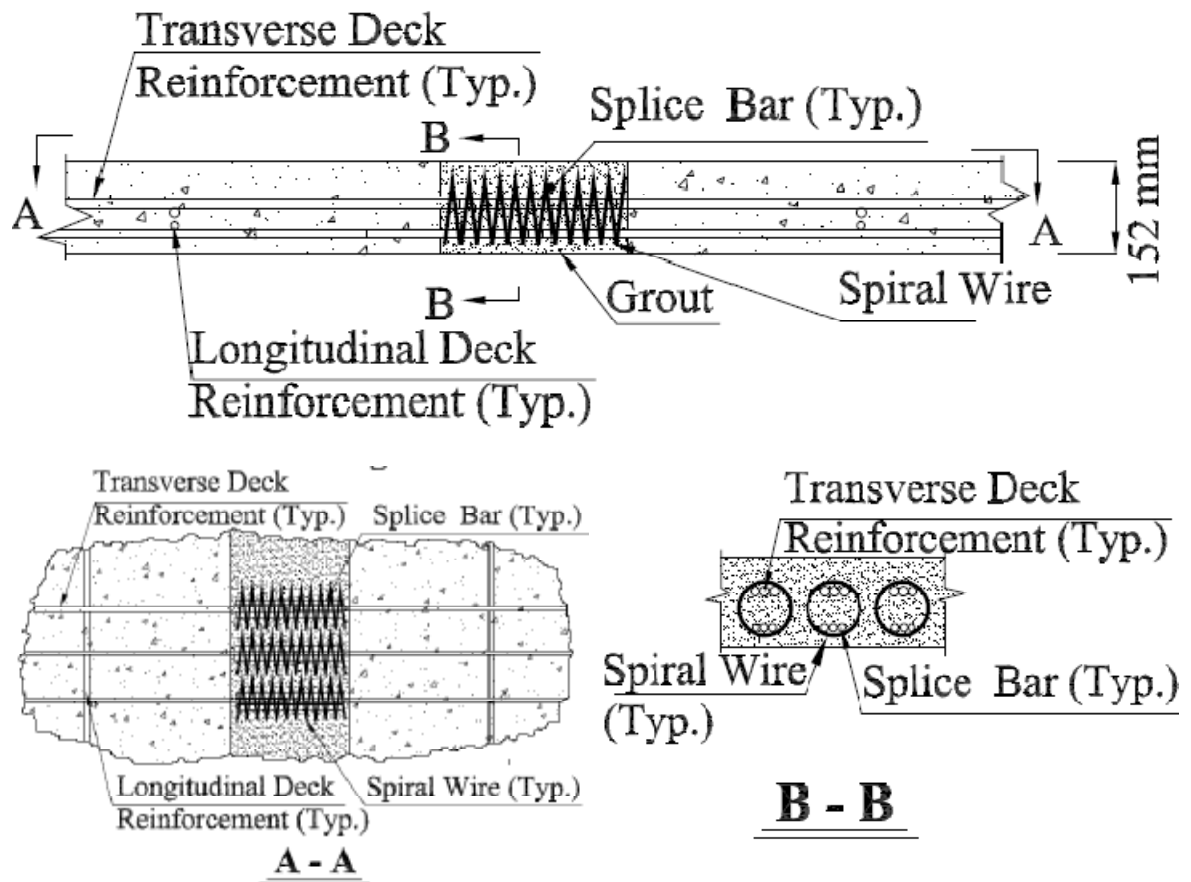 Transverse Deck
Reinforcement (Typ.)
Splice Bar (Typ.)
B
A
A
152 mm
B
Grout
Spiral Wire
Longitudinal Deck
Reinforcement (Typ.)
Transverse Deck
Reinforcement (Typ.)
Splice Bar (Typ.)
Longitudinal Deck
Reinforcement (Typ.)
Spiral Wire (Typ.)
A - A
Transverse Deck
Reinforcement (Typ.)
Spiral Wire
(Typ.)
Splice Bar (Typ.)
B - B